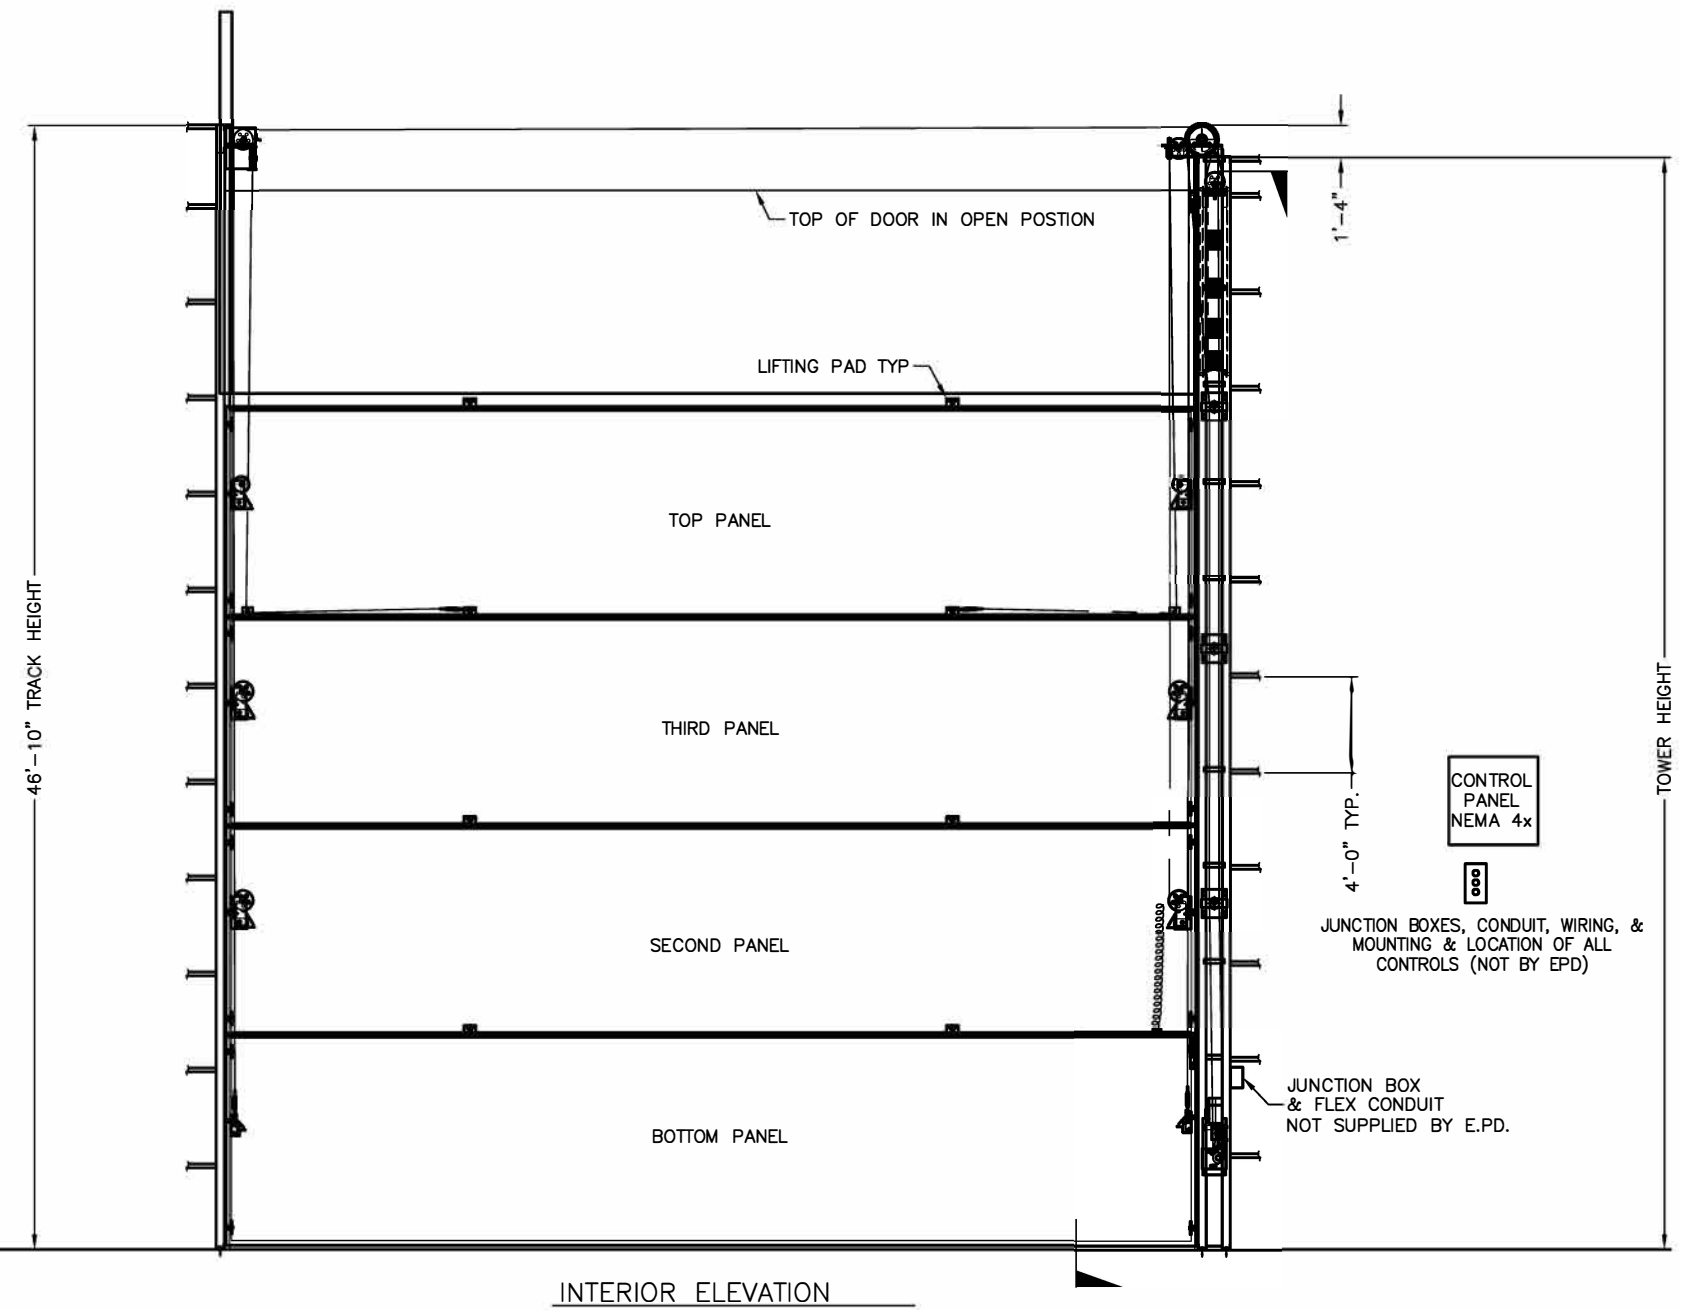 1'-4"
TOP OF DOOR IN OPEN POSTION
LIFTING PAD TYP
TOP PANEL
46'-10" TRACK HEIGHT
THIRD PANEL
TOWER HEIGHT
4'-0" TYP.
CONTROL
PANEL
NEMA 4x
JUNCTION BOXES, CONDUIT, WIRING, &
MOUNTING & LOCATION OF ALL
CONTROLS (NOT BY EPD)
SECOND PANEL
JUNCTION BOX
& FLEX CONDUIT
NOT SUPPLIED BY E.PD.
BOTTOM PANEL
INTERIOR ELEVATION